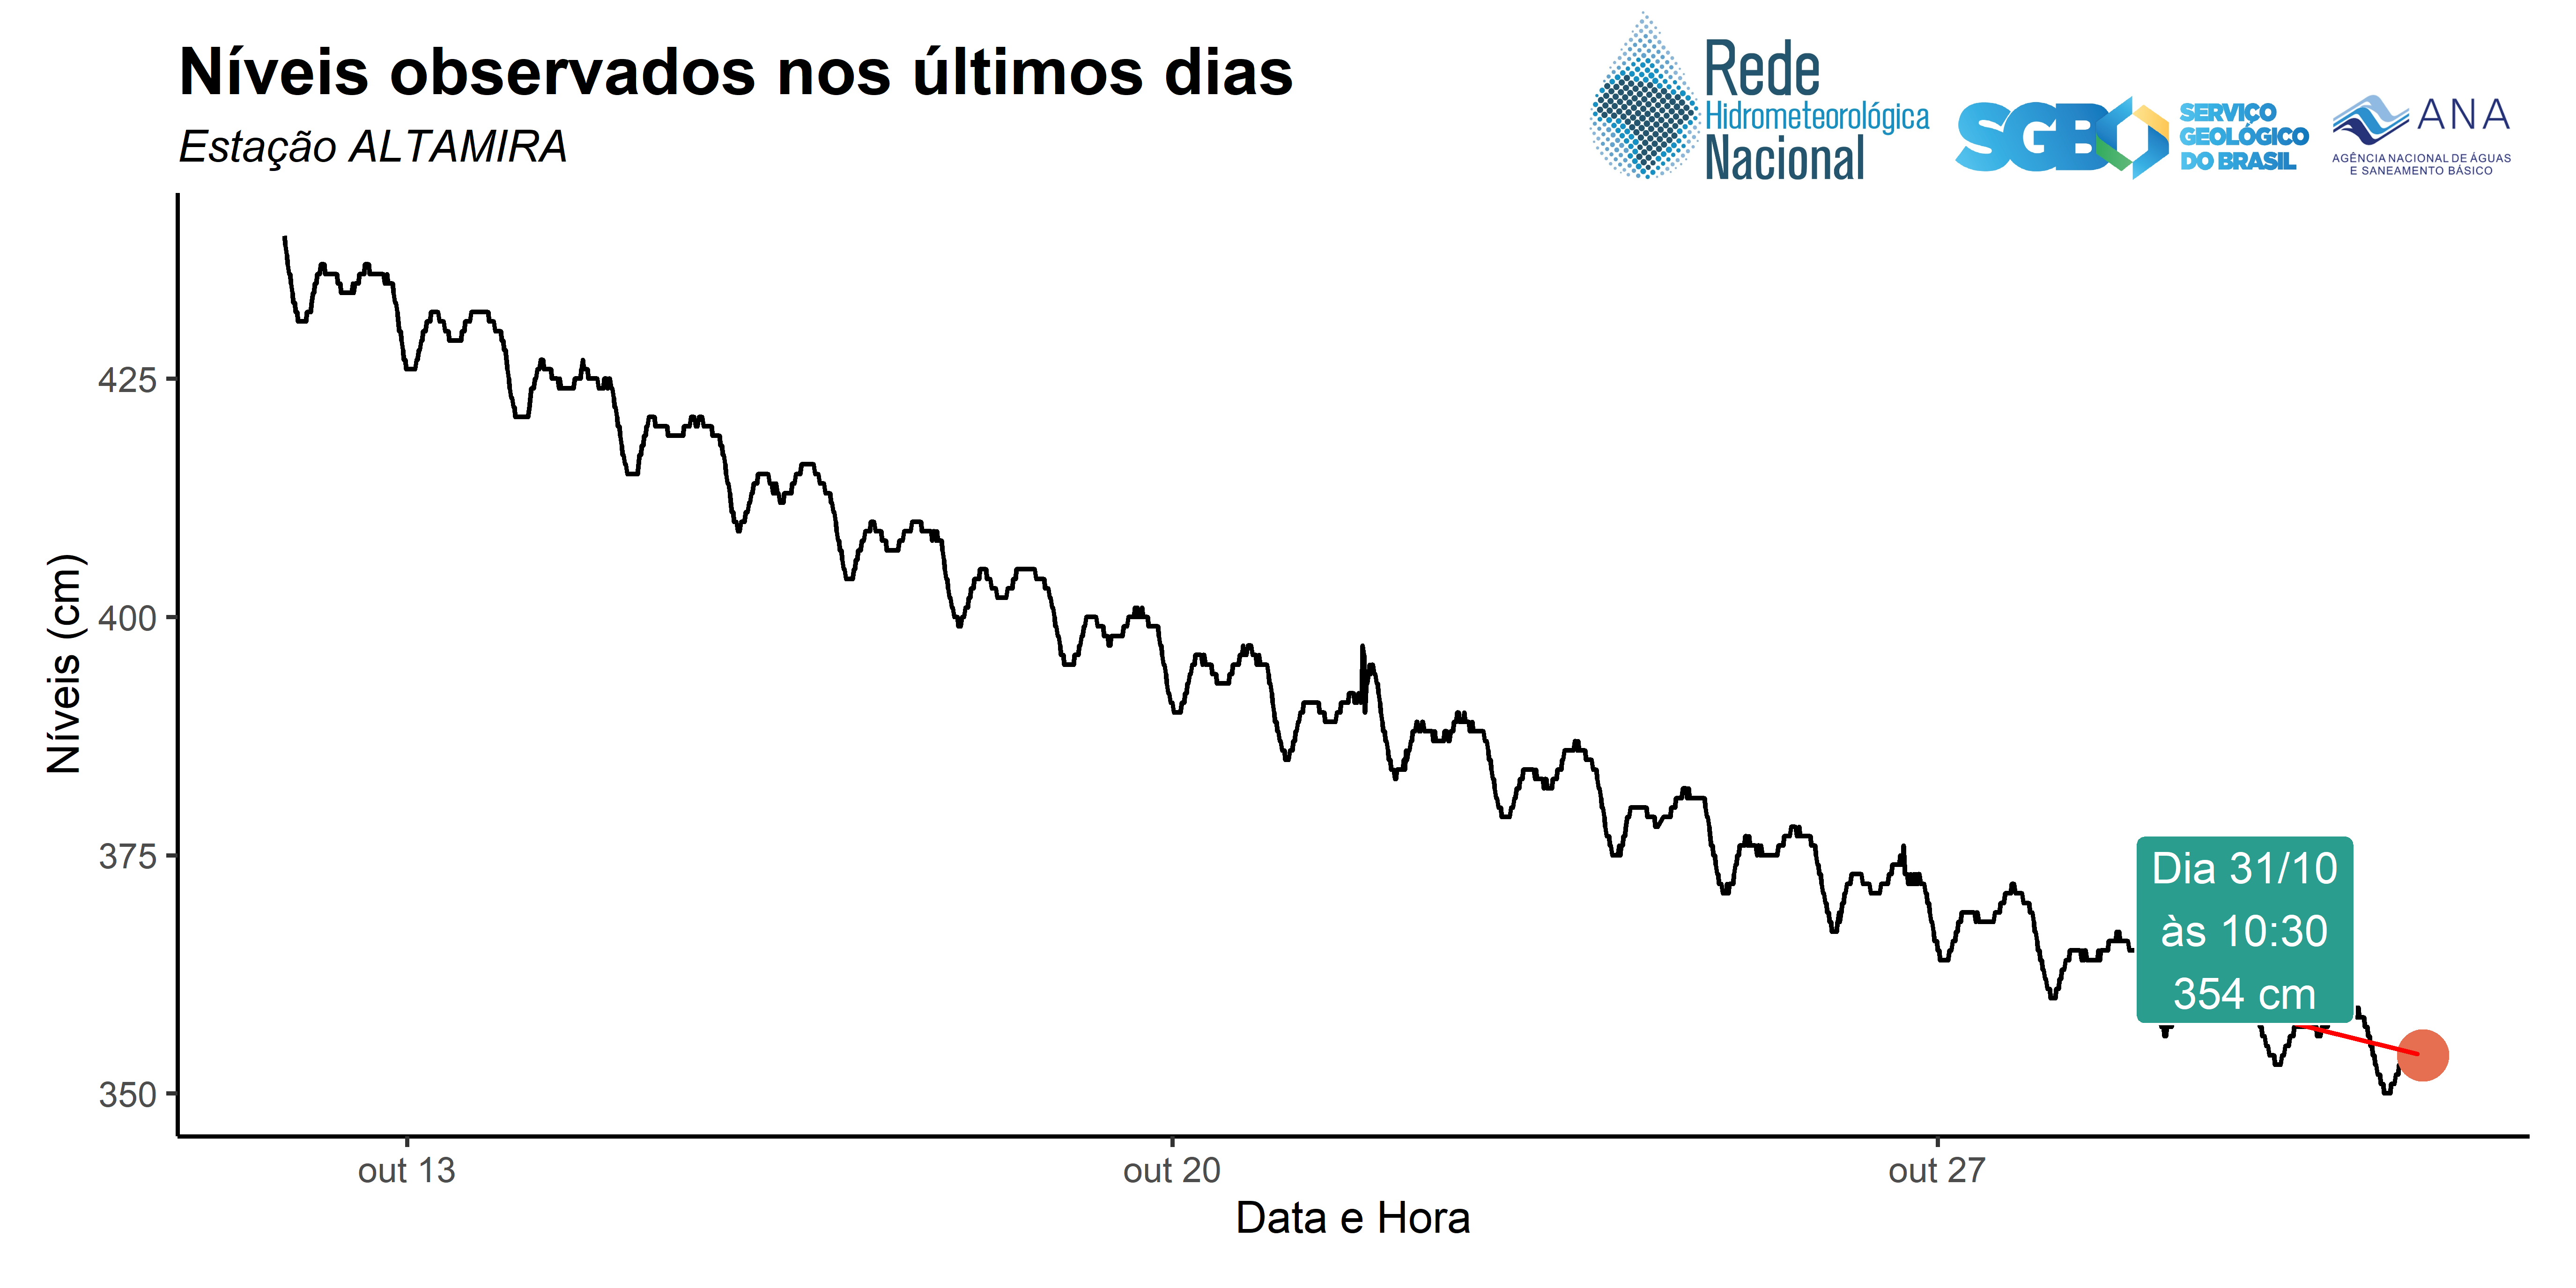 Níveis observados nos últimos dias
Estação ALTAMIRA
Rede
Hidrometeorológica
Nacional
SGB
SERVIÇO
GEOLÓGICO
DO BRASIL
ANA
AGÊNCIA NACIONAL DE ÁGUAS
E SANEAMENTO BÁSICO
Níveis (cm)
425
400
375
350
Dia 31/10
às 10:30
354 cm
out 13
out 20
out 27
Data e Hora